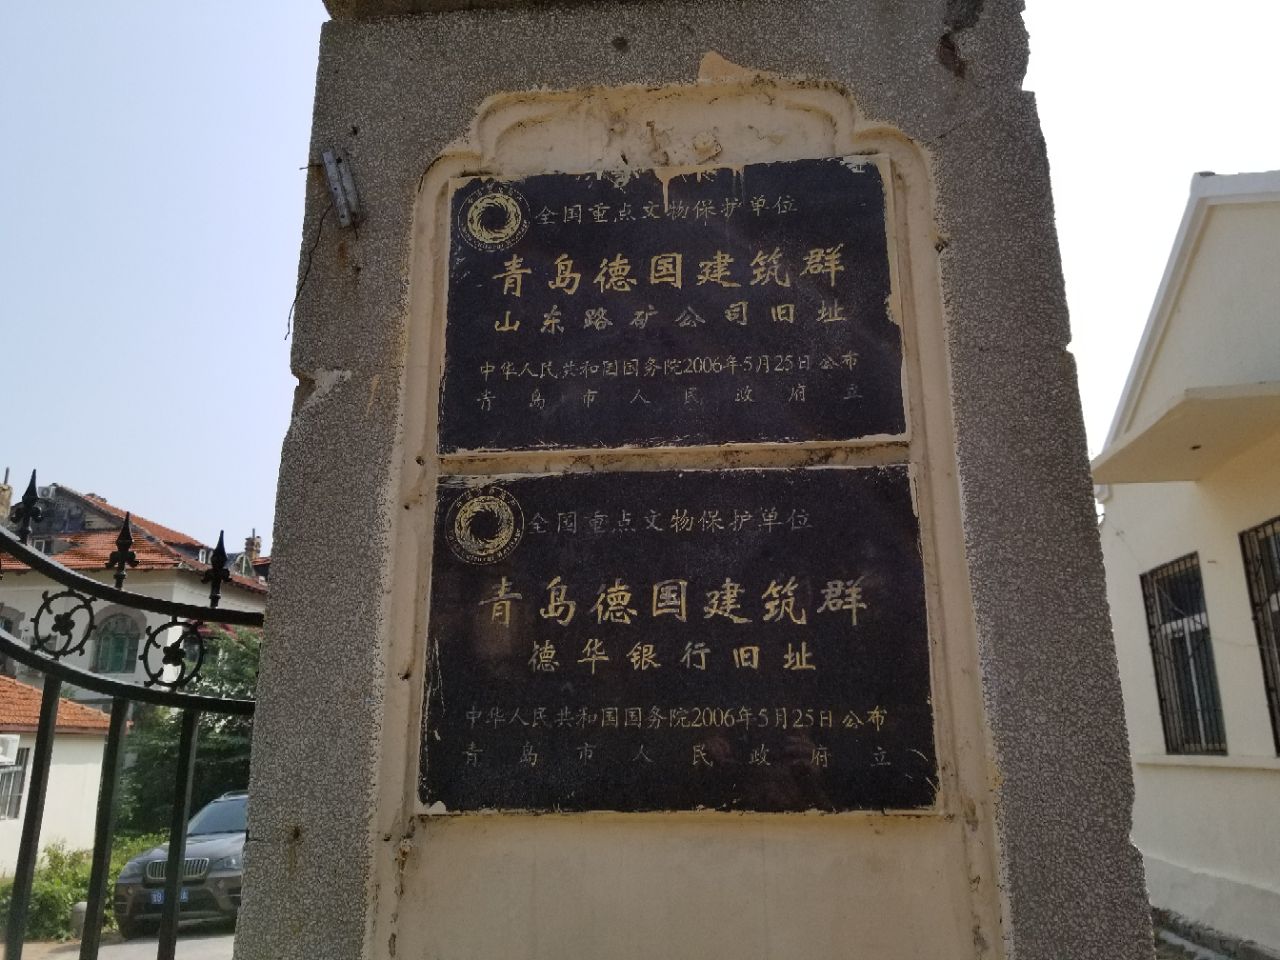 全国重点文物保护单位
青岛德国建筑群
山东路矿公司旧址
中华人民共和国国务院2006年5月25日公布
青岛市人民政府立
全国重点文物保护单位
青岛德国建筑群
德华银行旧址
中华人民共和国国务院2006年5月25日公布
青岛市人民政府立